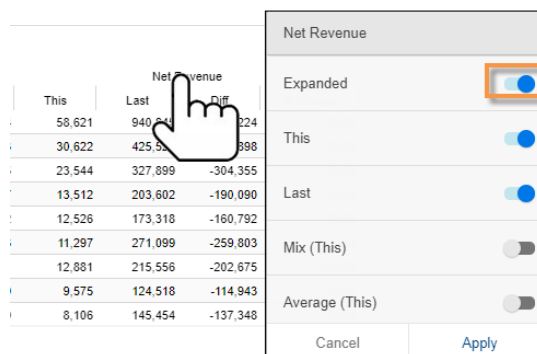 Net Revenue
This Last Diff
58,621
30,622
23,544 327,899 -304,355
13,512 203,602 -190,090
12,526 173,318 -160,792
11,297 271,099 -259,803
12,881 215,556 -202,675
9,575 124,518 -114,943
8,106 145,454 -137,348
Net Revenue
Expanded
This
Last
Mix (This)
Average (This)
Cancel Apply